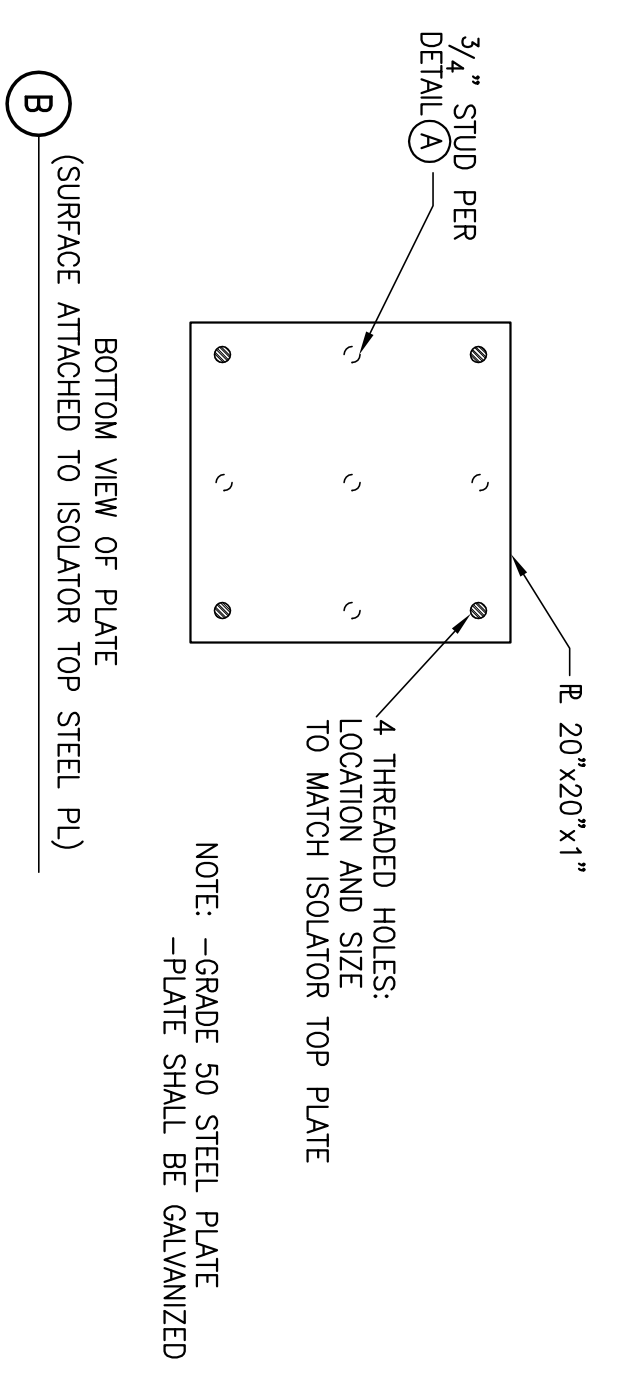 3/4" STUD PER
DETAIL A
℄ 20"x20"x1"
4 THREADED HOLES:
LOCATION AND SIZE
TO MATCH ISOLATOR TOP PLATE
NOTE: -GRADE 50 STEEL PLATE
-PLATE SHALL BE GALVANIZED
BOTTOM VIEW OF PLATE
(SURFACE ATTACHED TO ISOLATOR TOP STEEL PL)
B